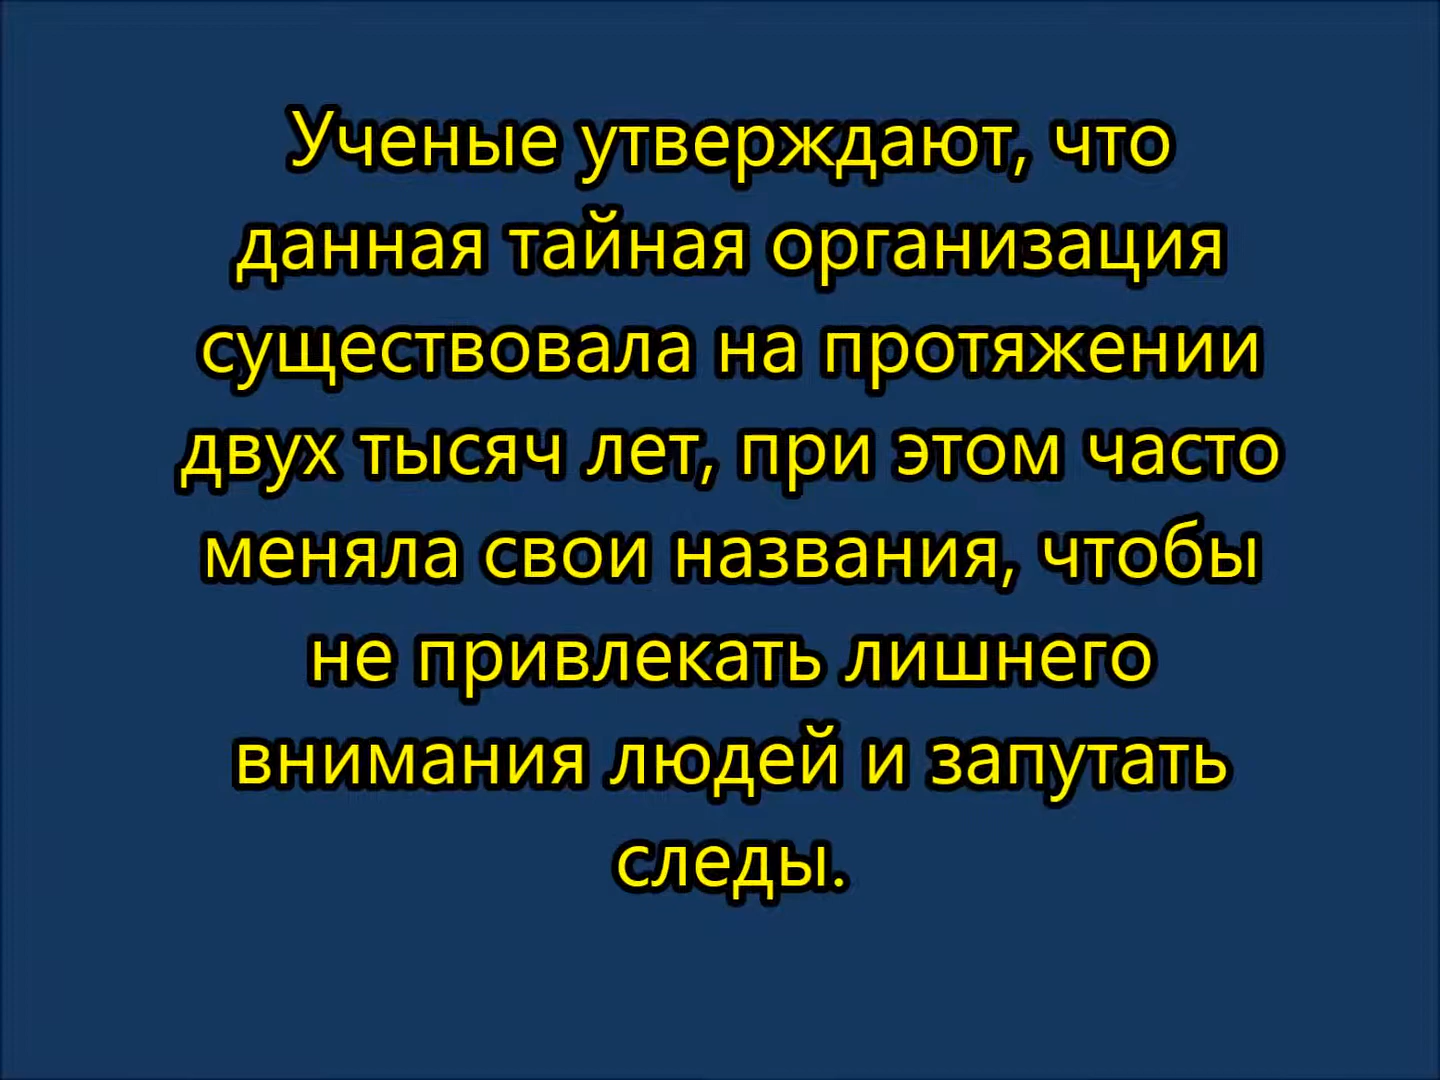 Ученые утверждают, что
данная тайная организация
существовала на протяжении
двух тысяч лет, при этом часто
меняла свои названия, чтобы
не привлекать лишнего
внимания людей и запутать
следы.